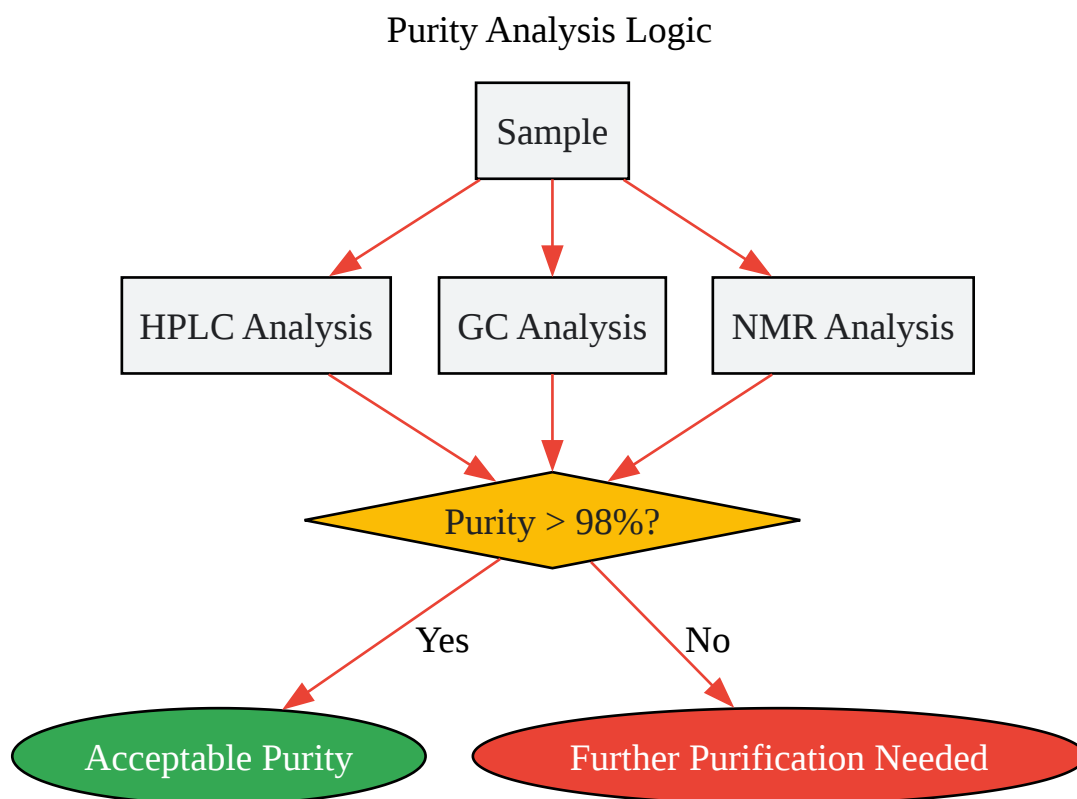 Purity Analysis Logic
Sample
HPLC Analysis
GC Analysis
NMR Analysis
Purity > 98%?
Yes
No
Acceptable Purity
Further Purification Needed